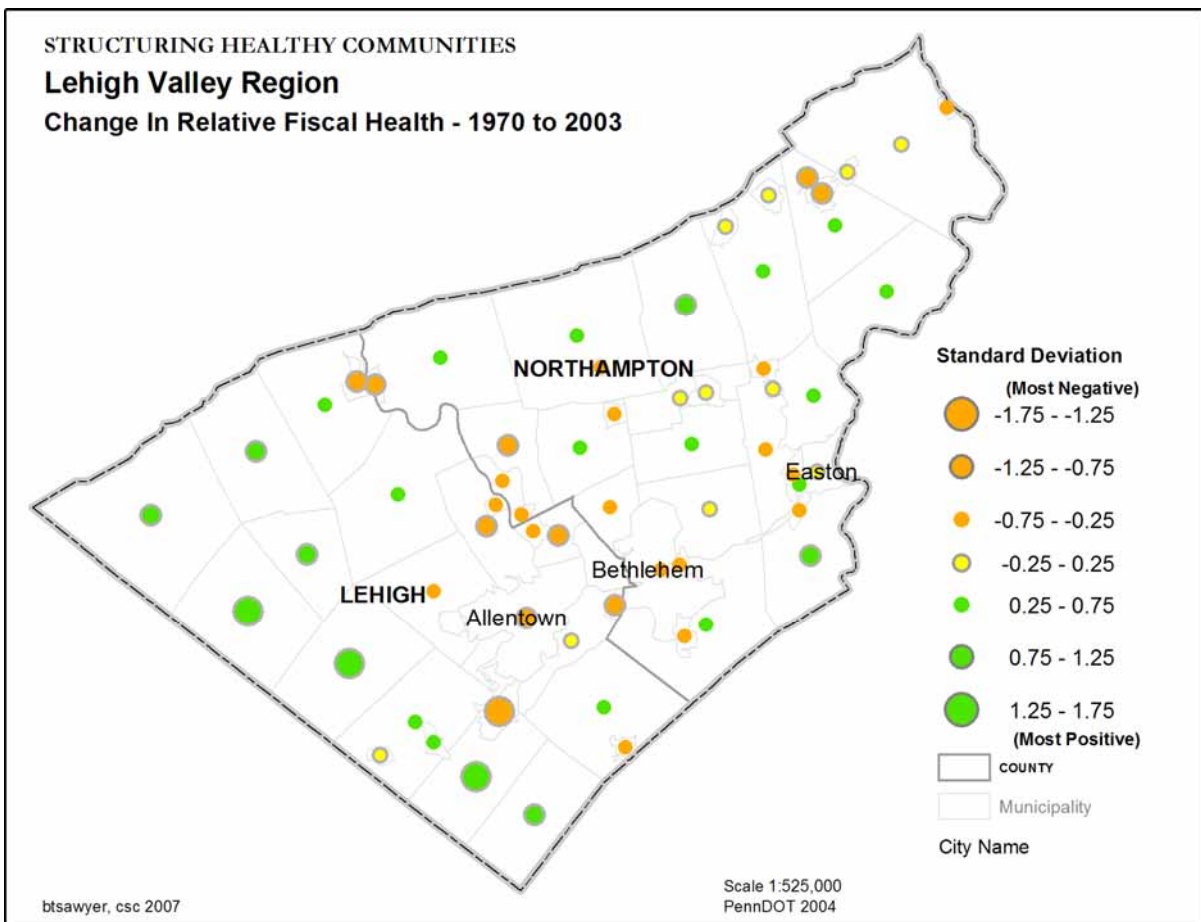 STRUCTURING HEALTHY COMMUNITIES
Lehigh Valley Region
Change In Relative Fiscal Health - 1970 to 2003
NORTHAMPTON
Easton
Bethlehem
LEHIGH
Allentown
Standard Deviation
(Most Negative)
-1.75 - -1.25
-1.25 - -0.75
-0.75 - -0.25
-0.25 - 0.25
0.25 - 0.75
0.75 - 1.25
1.25 - 1.75
(Most Positive)
COUNTY
Municipality
City Name
btsawyer, csc 2007
Scale 1:525,000
PennDOT 2004